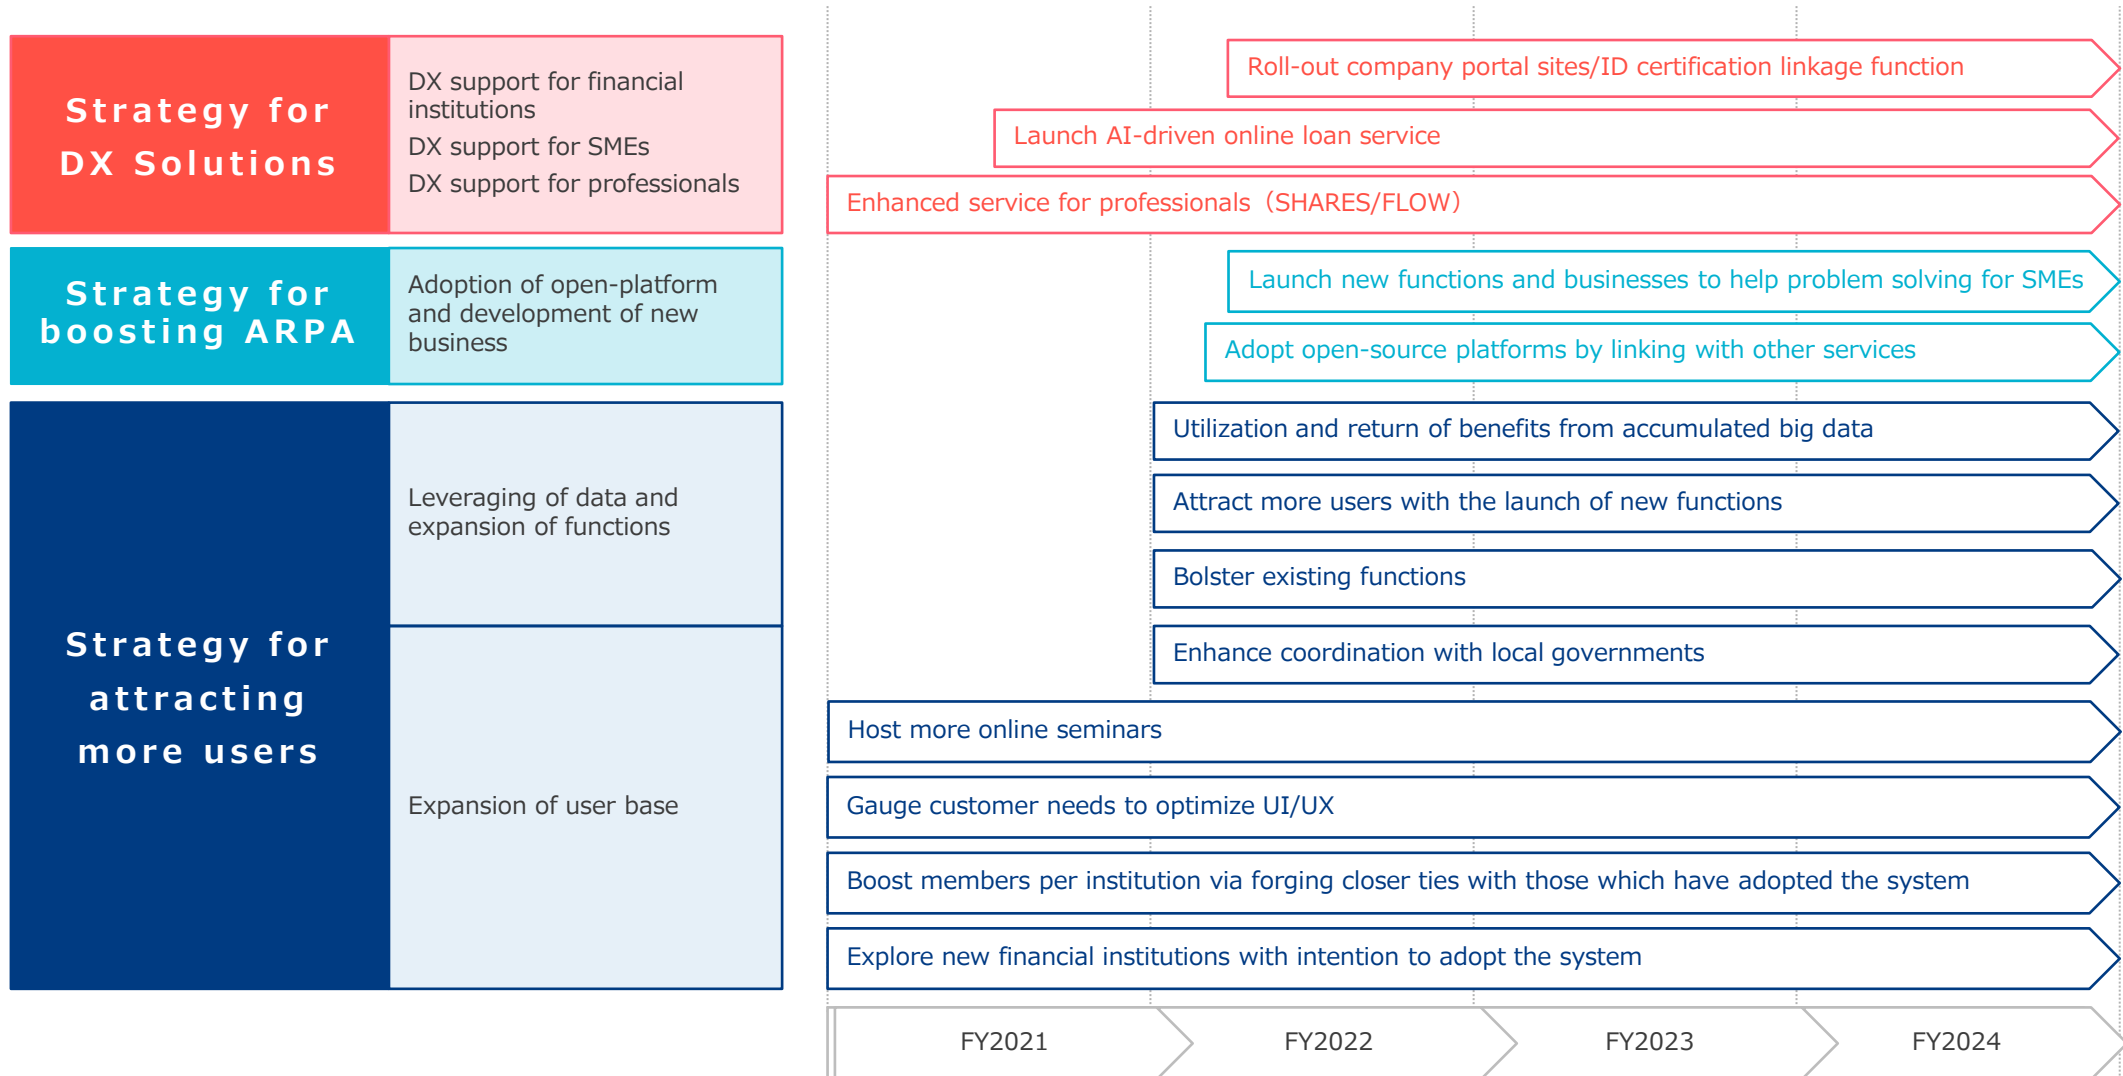 Strategy for
DX Solutions
DX support for financial
institutions
DX support for SMEs
DX support for professionals
Roll-out company portal sites/ID certification linkage function
Launch AI-driven online loan service
Enhanced service for professionals（SHARES/FLOW）
Strategy for
boosting ARPA
Adoption of open-platform
and development of new
business
Launch new functions and businesses to help problem solving for SMEs
Adopt open-source platforms by linking with other services
Strategy for
attracting
more users
Leveraging of data and
expansion of functions
Utilization and return of benefits from accumulated big data
Attract more users with the launch of new functions
Bolster existing functions
Expansion of user base
Enhance coordination with local governments
Host more online seminars
Gauge customer needs to optimize UI/UX
Boost members per institution via forging closer ties with those which have adopted the system
Explore new financial institutions with intention to adopt the system
FY2021
FY2022
FY2023
FY2024